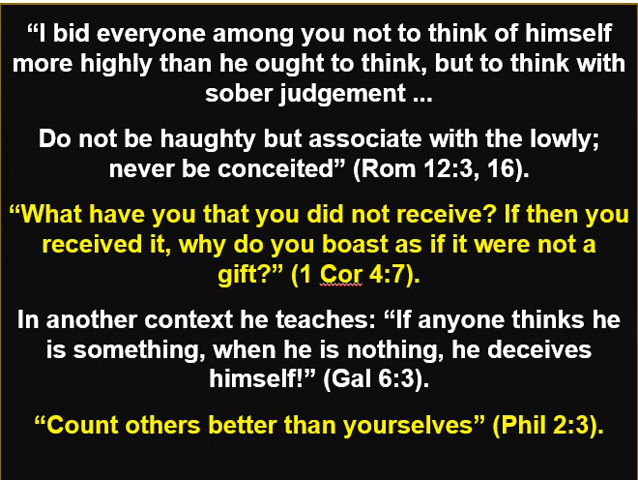 “I bid everyone among you not to think of himself
more highly than he ought to think, but to think with
sober judgement ...
Do not be haughty but associate with the lowly;
never be conceited” (Rom 12:3, 16).
“What have you that you did not receive? If then you
received it, why do you boast as if it were not a
gift?” (1 Cor 4:7).
In another context he teaches: “If anyone thinks he
is something, when he is nothing, he deceives
himself!” (Gal 6:3).
“Count others better than yourselves” (Phil 2:3).